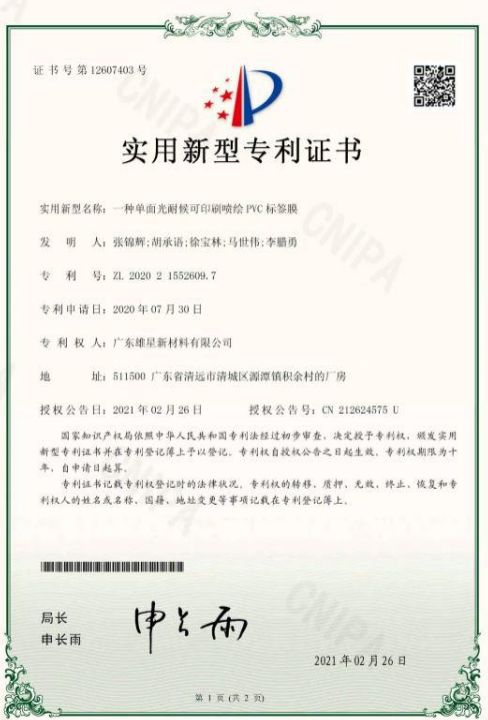 证书号第12607403号
实用新型专利证书
实用新型名称：一种单面光耐候可印刷喷绘PVC标签膜
发明人：张锦辉;胡承语;徐宝林;马世伟;李腊勇
专利号：ZL 2020 2 1552609.7
专利申请日：2020年07月30日
专利权人：广东雄星新材料有限公司
地址：511500 广东省清远市清城区源潭镇积余村的厂房
授权公告日：2021年02月26日 授权公告号：CN 212624575 U
国家知识产权局依照中华人民共和国专利法经过初步审查，决定授予专利权，颁发实用
新型专利证书并在专利登记簿上予以登记。专利权自授权公告之日起生效。专利权期限为十
年，自申请日起算。
专利证书记载专利权登记时的法律状况。专利权的转移、质押、无效、终止、恢复和专
利权人的姓名或名称、国籍、地址变更等事项记载在专利登记簿上。
局长
申长雨
申长雨
2021年02月26日
第 1 页 (共 2 页)
CNIPA
CNIPA
CNIPA